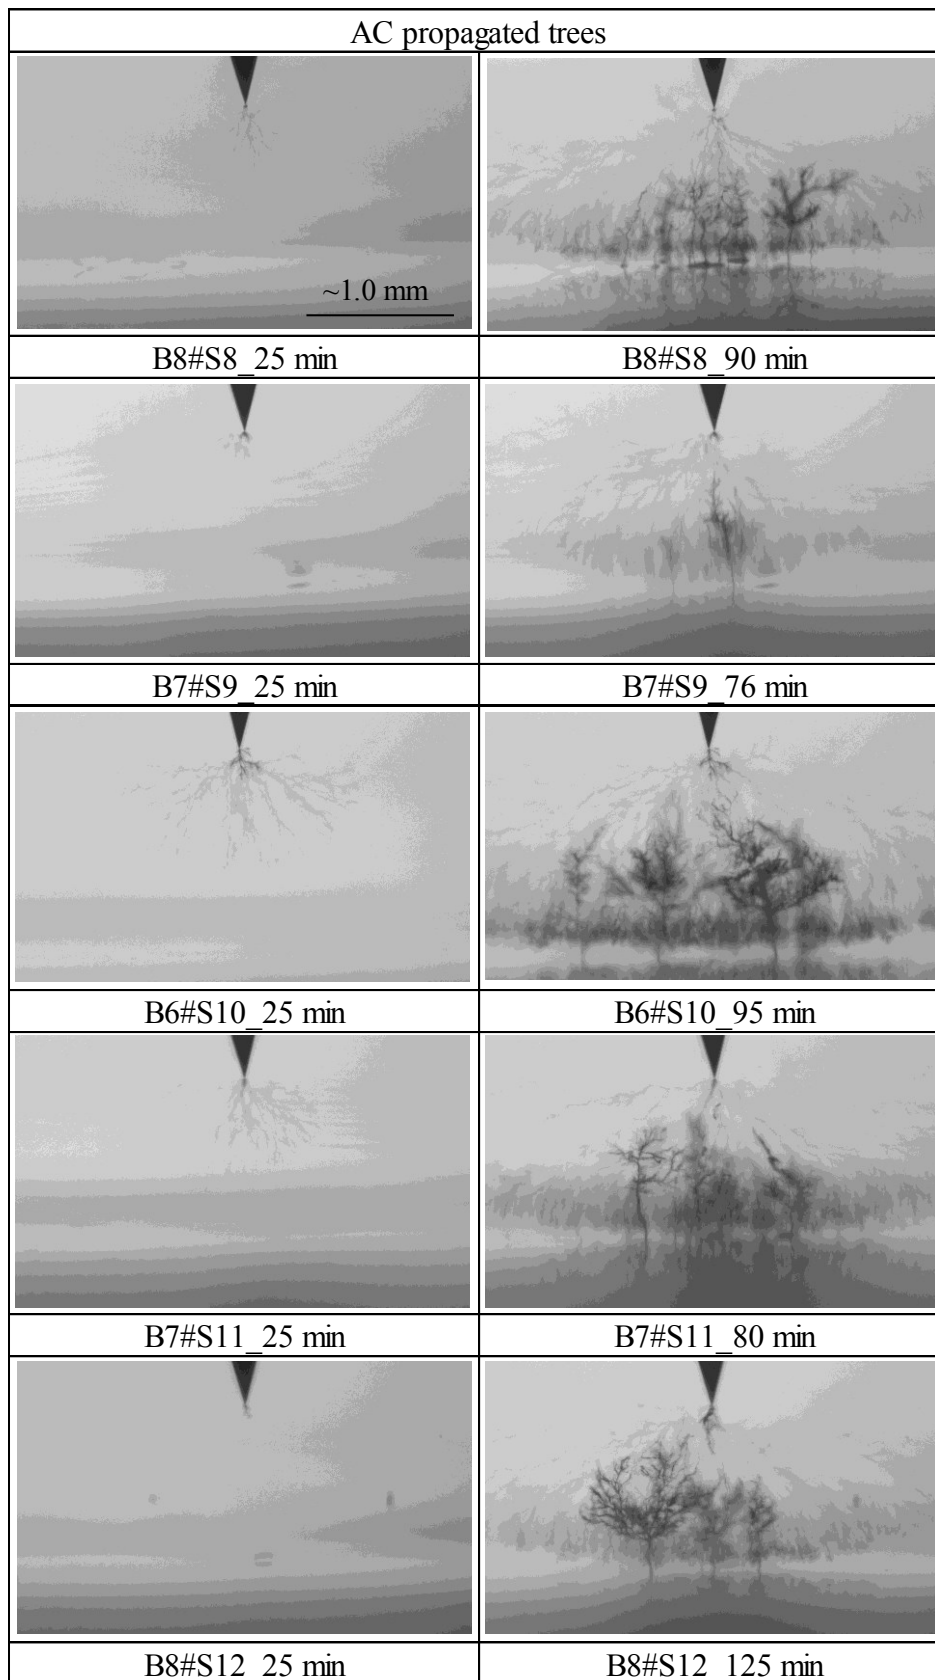 AC propagated trees
~1.0 mm
B8#S8_25 min
B8#S8_90 min
B7#S9_25 min
B7#S9_76 min
B6#S10_25 min
B6#S10_95 min
B7#S11_25 min
B7#S11_80 min
B8#S12_25 min
B8#S12_125 min